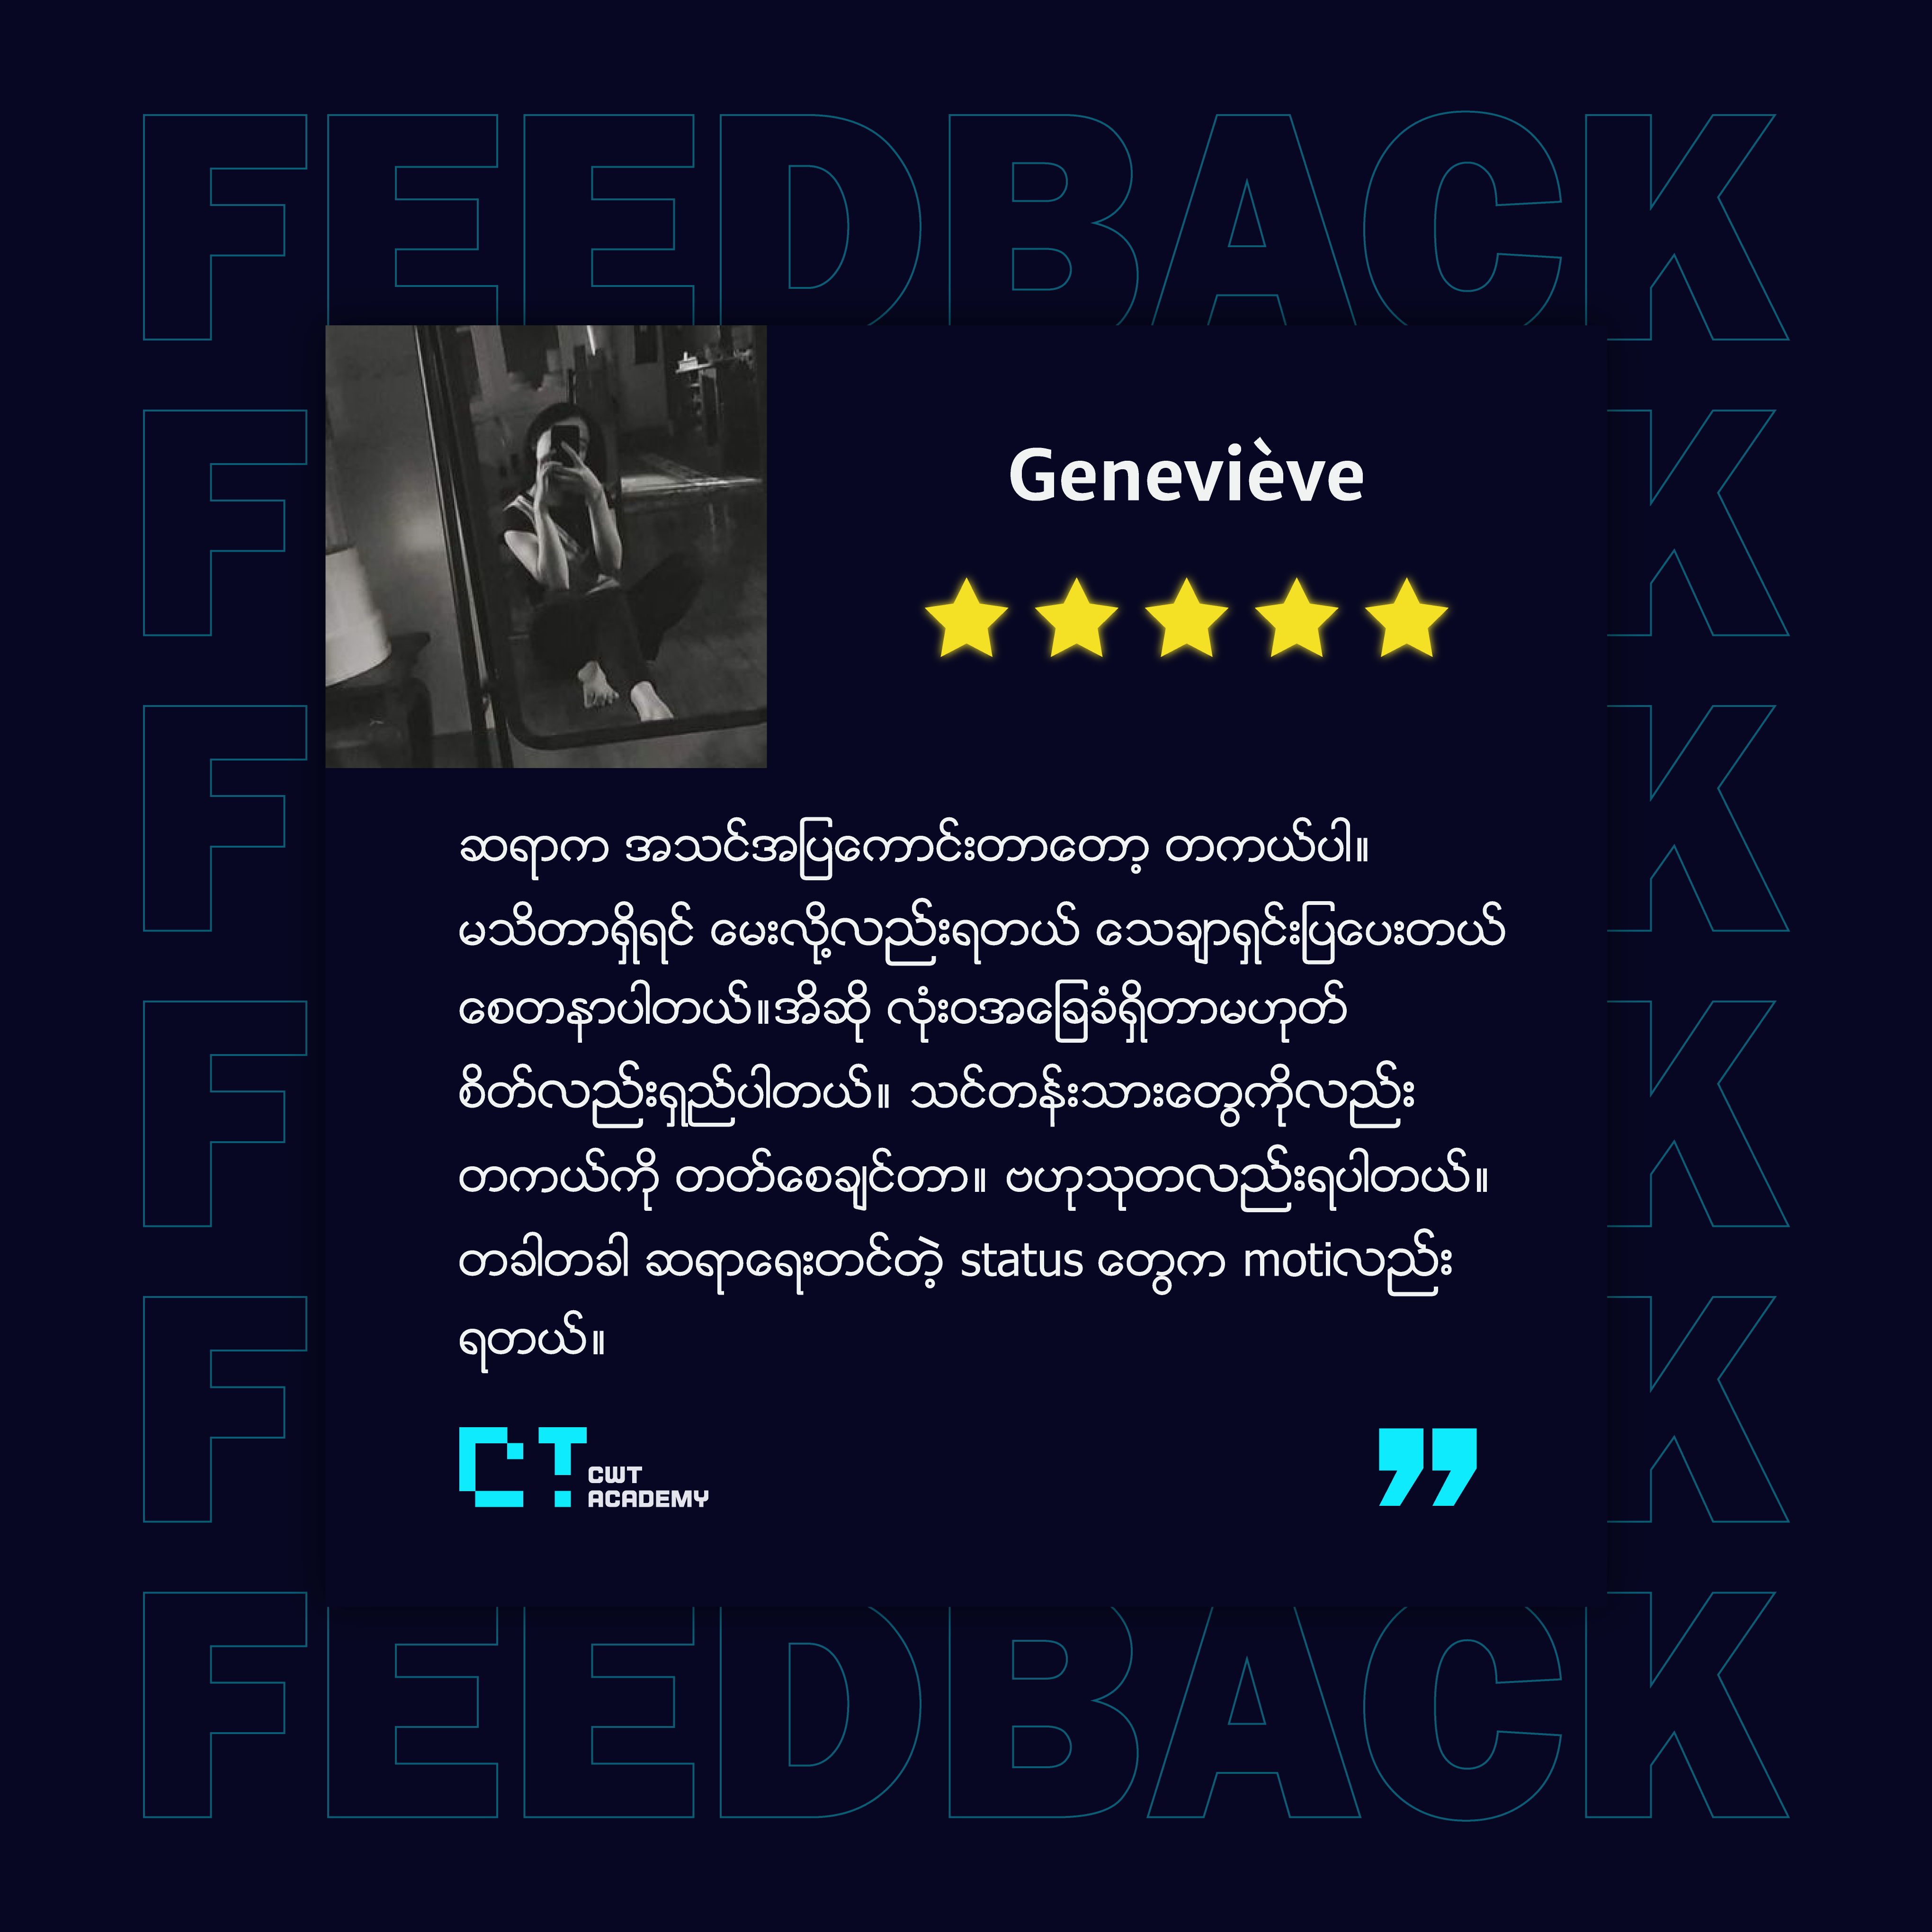 FEEDBACK
F K
F K
F K
F K
FEEDBACK
Geneviève
ဆရာက အသင်အပြကောင်းတာတော့ တကယ်ပါ။
မသိတာရှိရင် မေးလို့လည်းရတယ် သေချာရှင်းပြပေးတယ်
စေတနာပါတယ်။အိဆို လုံးဝအခြေခံရှိတာမဟုတ်
စိတ်လည်းရှည်ပါတယ်။ သင်တန်းသားတွေကိုလည်း
တကယ်ကို တတ်စေချင်တာ။ ဗဟုသုတလည်းရပါတယ်။
တခါတခါ ဆရာရေးတင်တဲ့ status တွေက motiလည်း
ရတယ်။
CT
CWT
ACADEMY
”